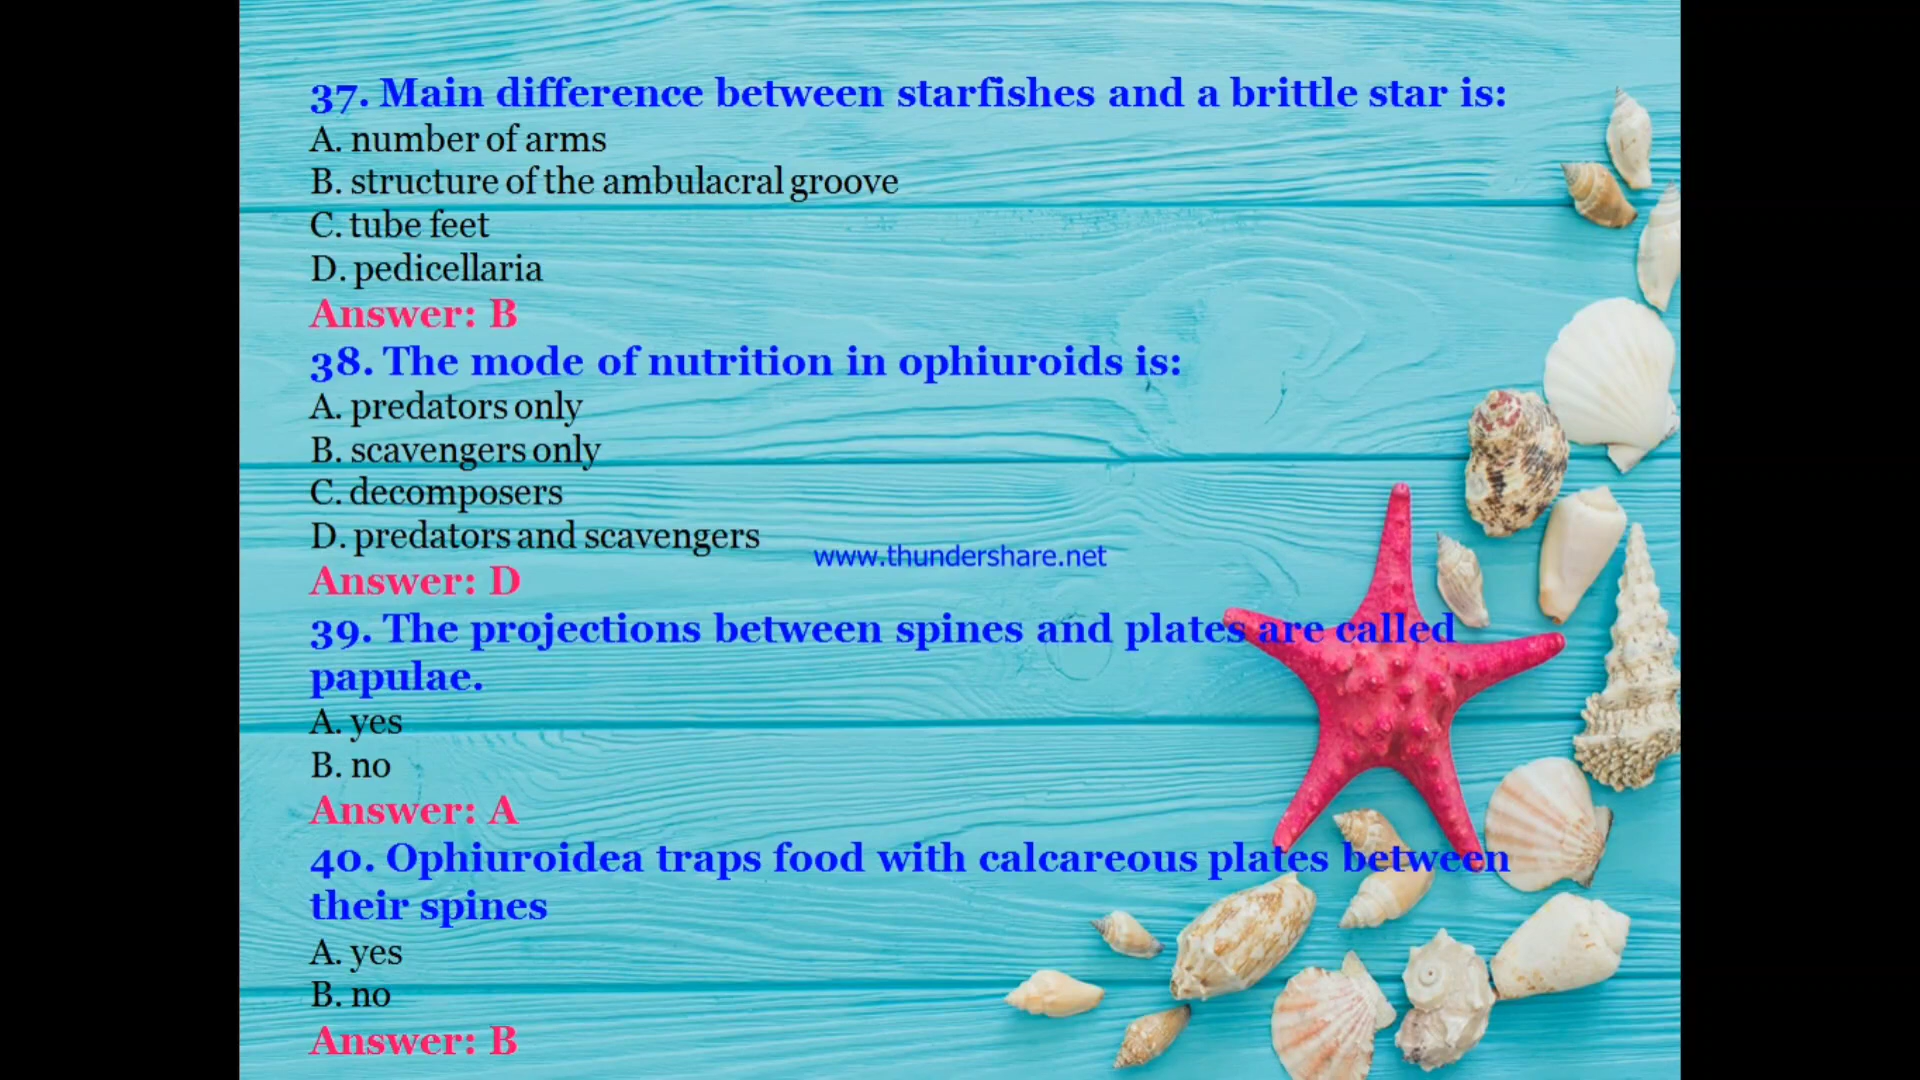 37. Main difference between starfishes and a brittle star is:
A. number of arms
B. structure of the ambulacral groove
C. tube feet
D. pedicellaria
Answer: B
38. The mode of nutrition in ophiuroids is:
A. predators only
B. scavengers only
C. decomposers
D. predators and scavengers
www.thundershare.net
Answer: D
39. The projections between spines and plates are called
papulae.
A. yes
B. no
Answer: A
40. Ophiuroidea traps food with calcareous plates between
their spines
A. yes
B. no
Answer: B